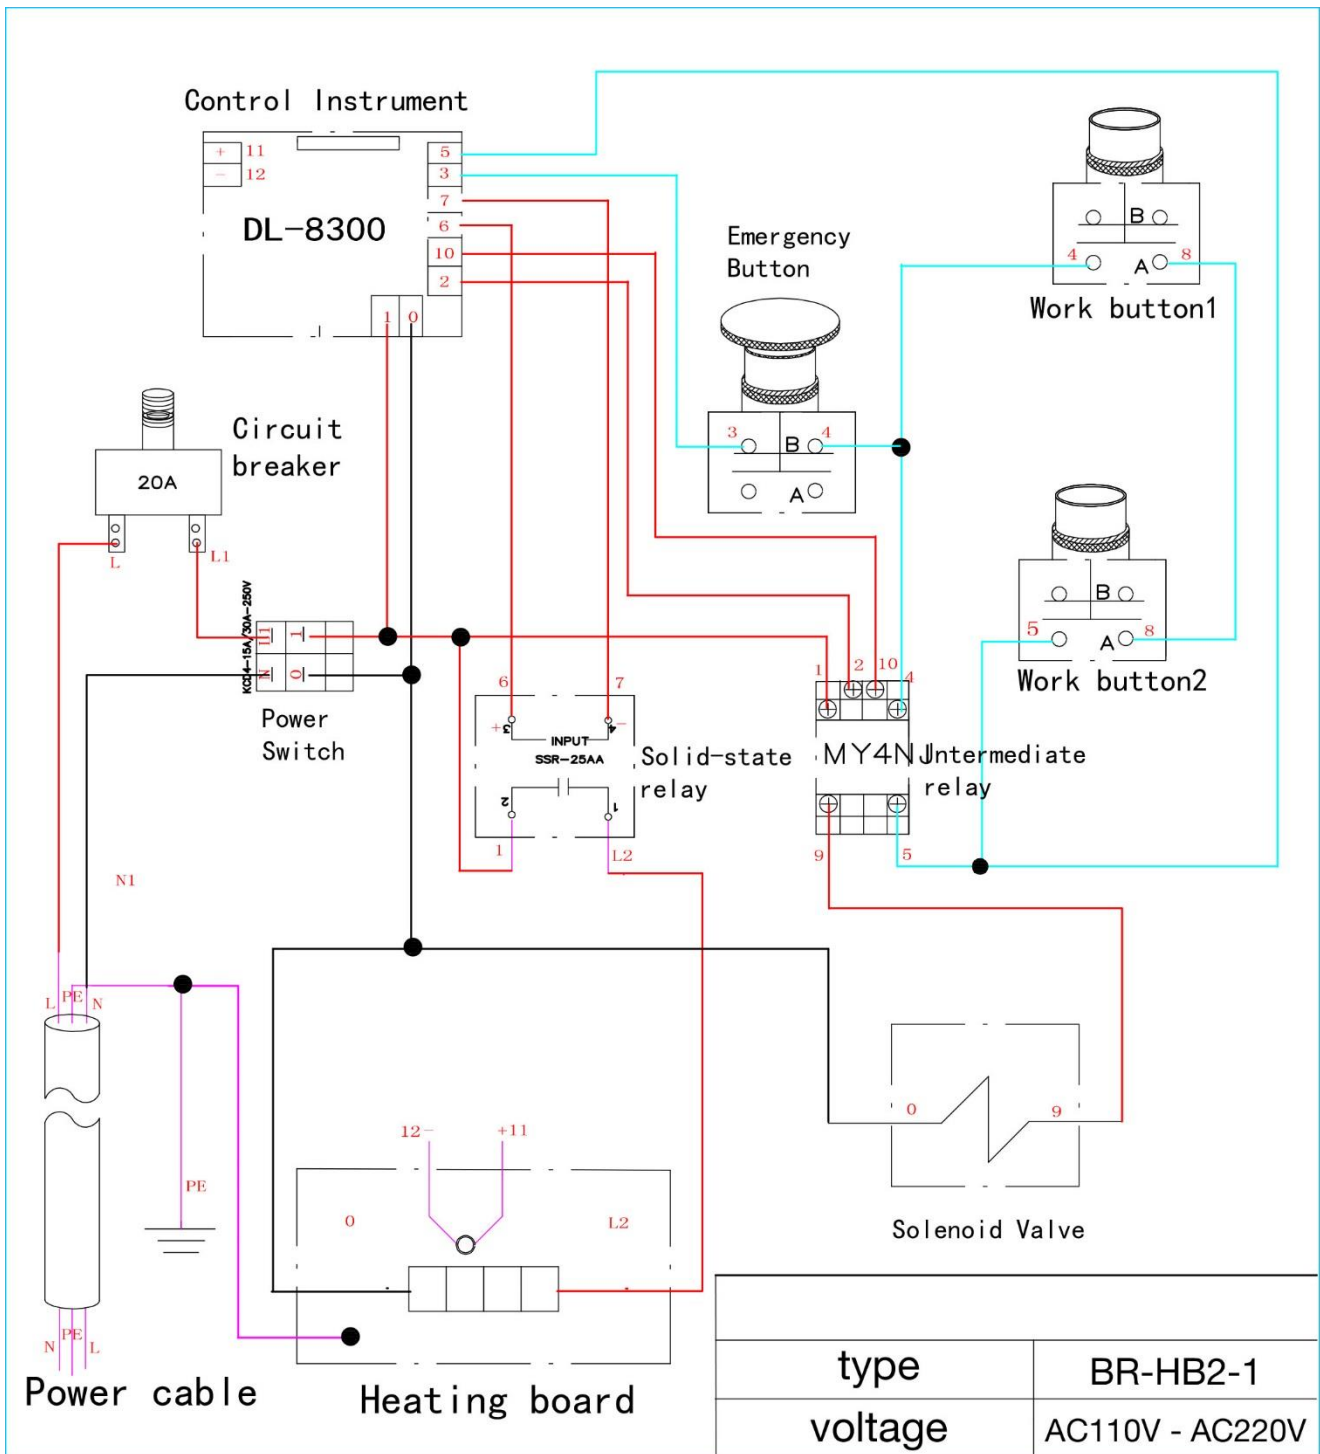 Control Instrument
+ 11
- 12
5
3
7
6
10
2
DL-8300
1 0
Emergency
Button
3 B 4
A
B
4 A 8
Work button1
Circuit
breaker
20A
L
L1
KCD4-15A/30A-250V
L1 1
N 0
Power
Switch
B
5 A 8
Work button2
6
7
+ 3
4 -
INPUT
SSR-25AA
2
1
1
L2
Solid-state
relay
1 2 10 4
MY4NJ
Intermediate
relay
9 5
N1
L PE N
PE
N PE L
Power cable
12- +11
0 L2
Heating board
0 9
Solenoid Valve
type BR-HB2-1
voltage AC110V - AC220V